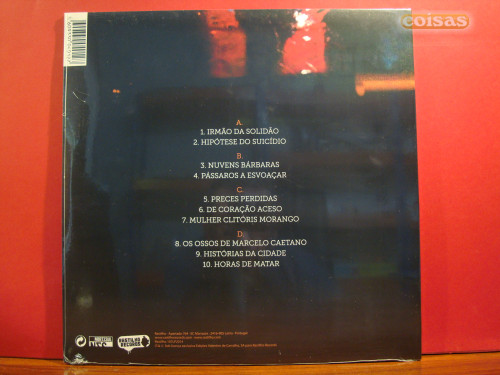 coisas
A.
1. IRMÃO DA SOLIDÃO
2. HIPÓTESE DO SUICÍDIO
B.
3. NUVENS BÁRBARAS
4. PÁSSAROS A ESVOAÇAR
C.
5. PRECES PERDIDAS
6. DE CORAÇÃO ACESO
7. MULHER CLITÓRIS MORANGO
D.
8. OS OSSOS DE MARCELO CAETANO
9. HISTÓRIAS DA CIDADE
10. HORAS DE MATAR
RASTILHO
RECORDS